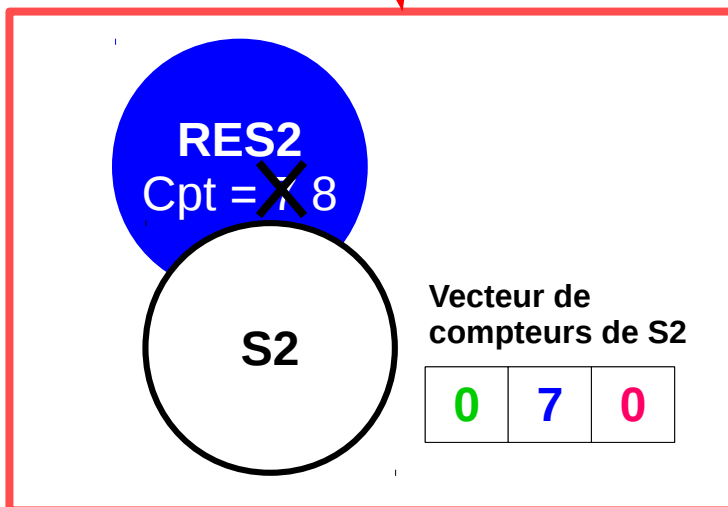 RES2
Cpt = 7 8
S2
Vecteur de
compteurs de S2
0 7 0